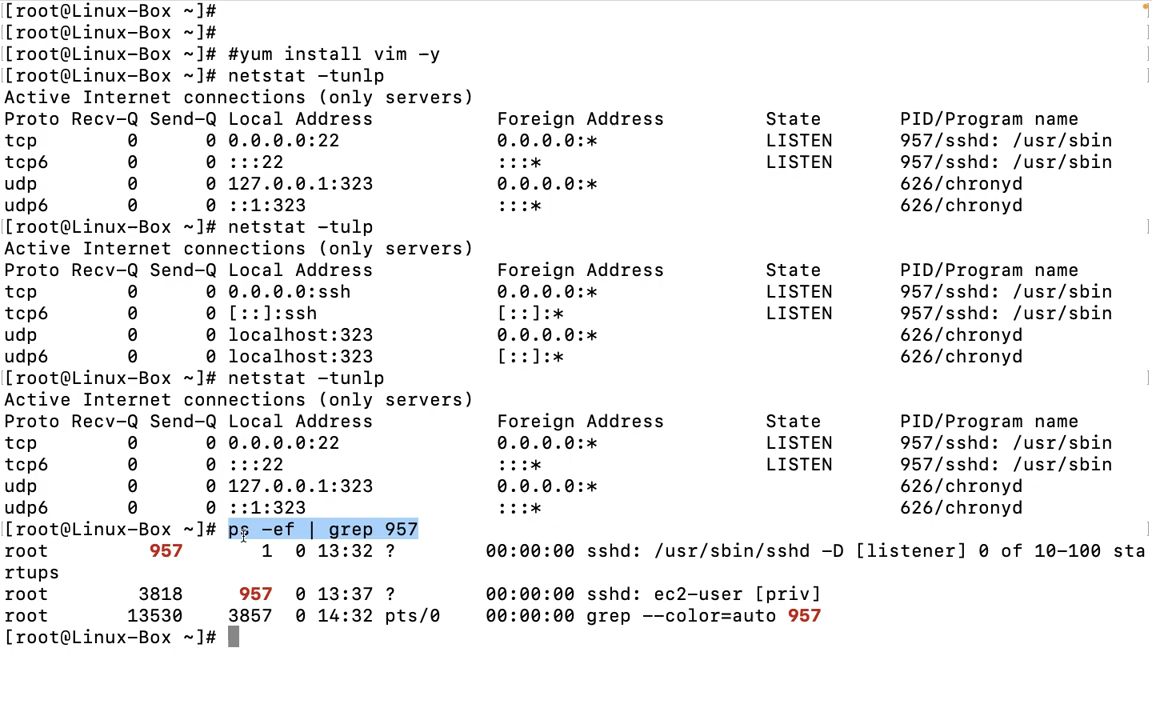 [root@Linux-Box ~]#
[root@Linux-Box ~]#
[root@Linux-Box ~]# #yum install vim -y
[root@Linux-Box ~]# netstat -tunlp
Active Internet connections (only servers)
Proto Recv-Q Send-Q Local Address           Foreign Address         State       PID/Program name
tcp        0      0 0.0.0.0:22              0.0.0.0:*               LISTEN      957/sshd: /usr/sbin
tcp6       0      0 :::22                   :::*                    LISTEN      957/sshd: /usr/sbin
udp        0      0 127.0.0.1:323           0.0.0.0:*                           626/chronyd
udp6       0      0 ::1:323                 :::*                                626/chronyd
[root@Linux-Box ~]# netstat -tulp
Active Internet connections (only servers)
Proto Recv-Q Send-Q Local Address           Foreign Address         State       PID/Program name
tcp        0      0 0.0.0.0:ssh             0.0.0.0:*               LISTEN      957/sshd: /usr/sbin
tcp6       0      0 [::]:ssh                [::]:*                  LISTEN      957/sshd: /usr/sbin
udp        0      0 localhost:323           0.0.0.0:*                           626/chronyd
udp6       0      0 localhost:323           [::]:*                              626/chronyd
[root@Linux-Box ~]# netstat -tunlp
Active Internet connections (only servers)
Proto Recv-Q Send-Q Local Address           Foreign Address         State       PID/Program name
tcp        0      0 0.0.0.0:22              0.0.0.0:*               LISTEN      957/sshd: /usr/sbin
tcp6       0      0 :::22                   :::*                    LISTEN      957/sshd: /usr/sbin
udp        0      0 127.0.0.1:323           0.0.0.0:*                           626/chronyd
udp6       0      0 ::1:323                 :::*                                626/chronyd
[root@Linux-Box ~]# ps -ef | grep 957
root         957       1  0 13:32 ?        00:00:00 sshd: /usr/sbin/sshd -D [listener] 0 of 10-100 sta
rtups
root        3818     957  0 13:37 ?        00:00:00 sshd: ec2-user [priv]
root       13530    3857  0 14:32 pts/0    00:00:00 grep --color=auto 957
[root@Linux-Box ~]#